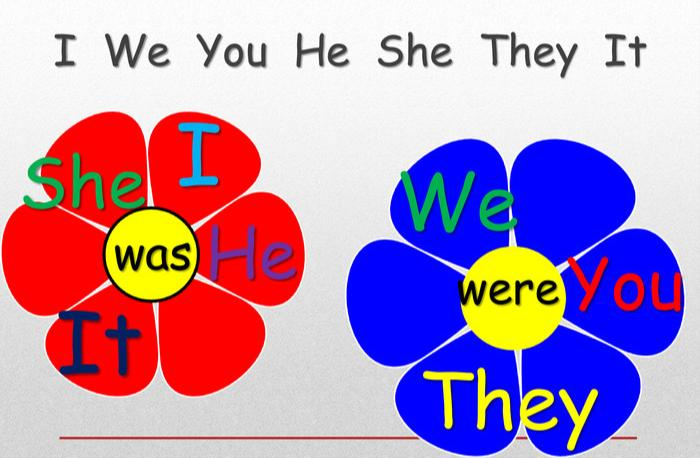 I We You He She They It
She I
was He
It
We
were You
They